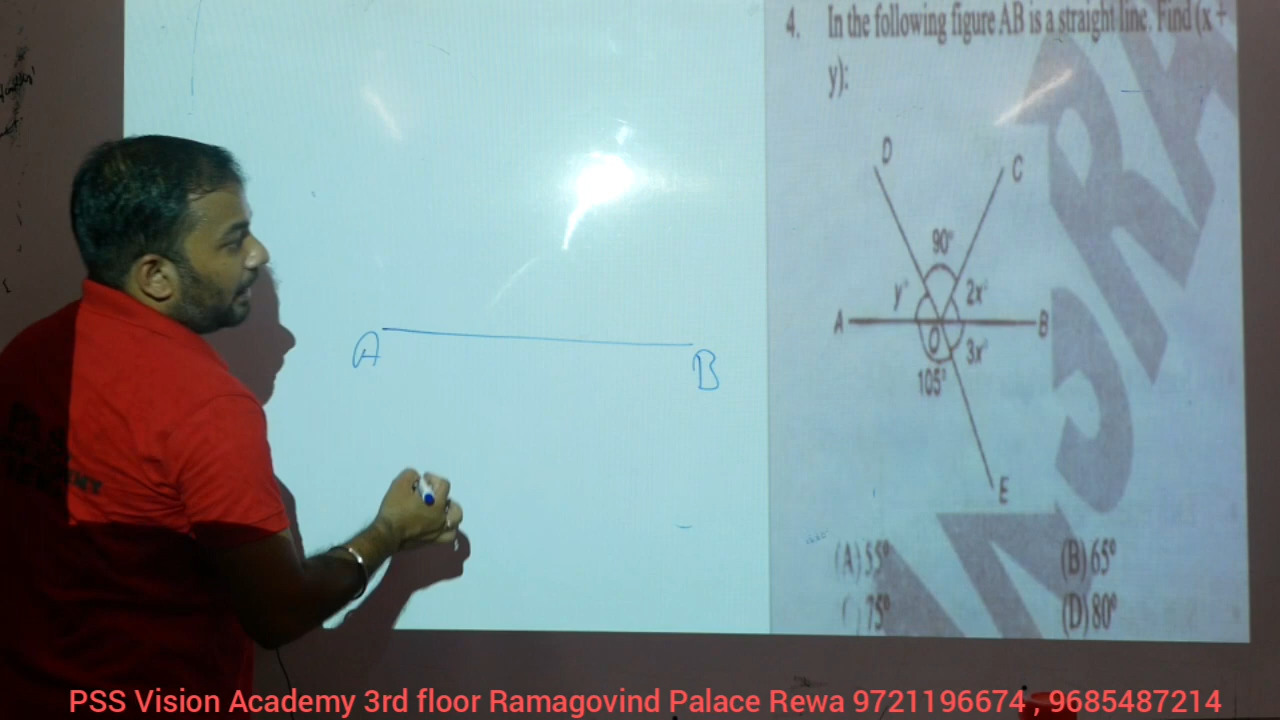 4. In the following figure AB is a straight line. Find (x +
y):
D
C
90°
y°
2x°
A
B
O
3x°
105°
E
(A) 55°
(B) 65°
( ) 75°
(D) 80°
A
B
PSS Vision Academy 3rd floor Ramagovind Palace Rewa 9721196674 , 9685487214